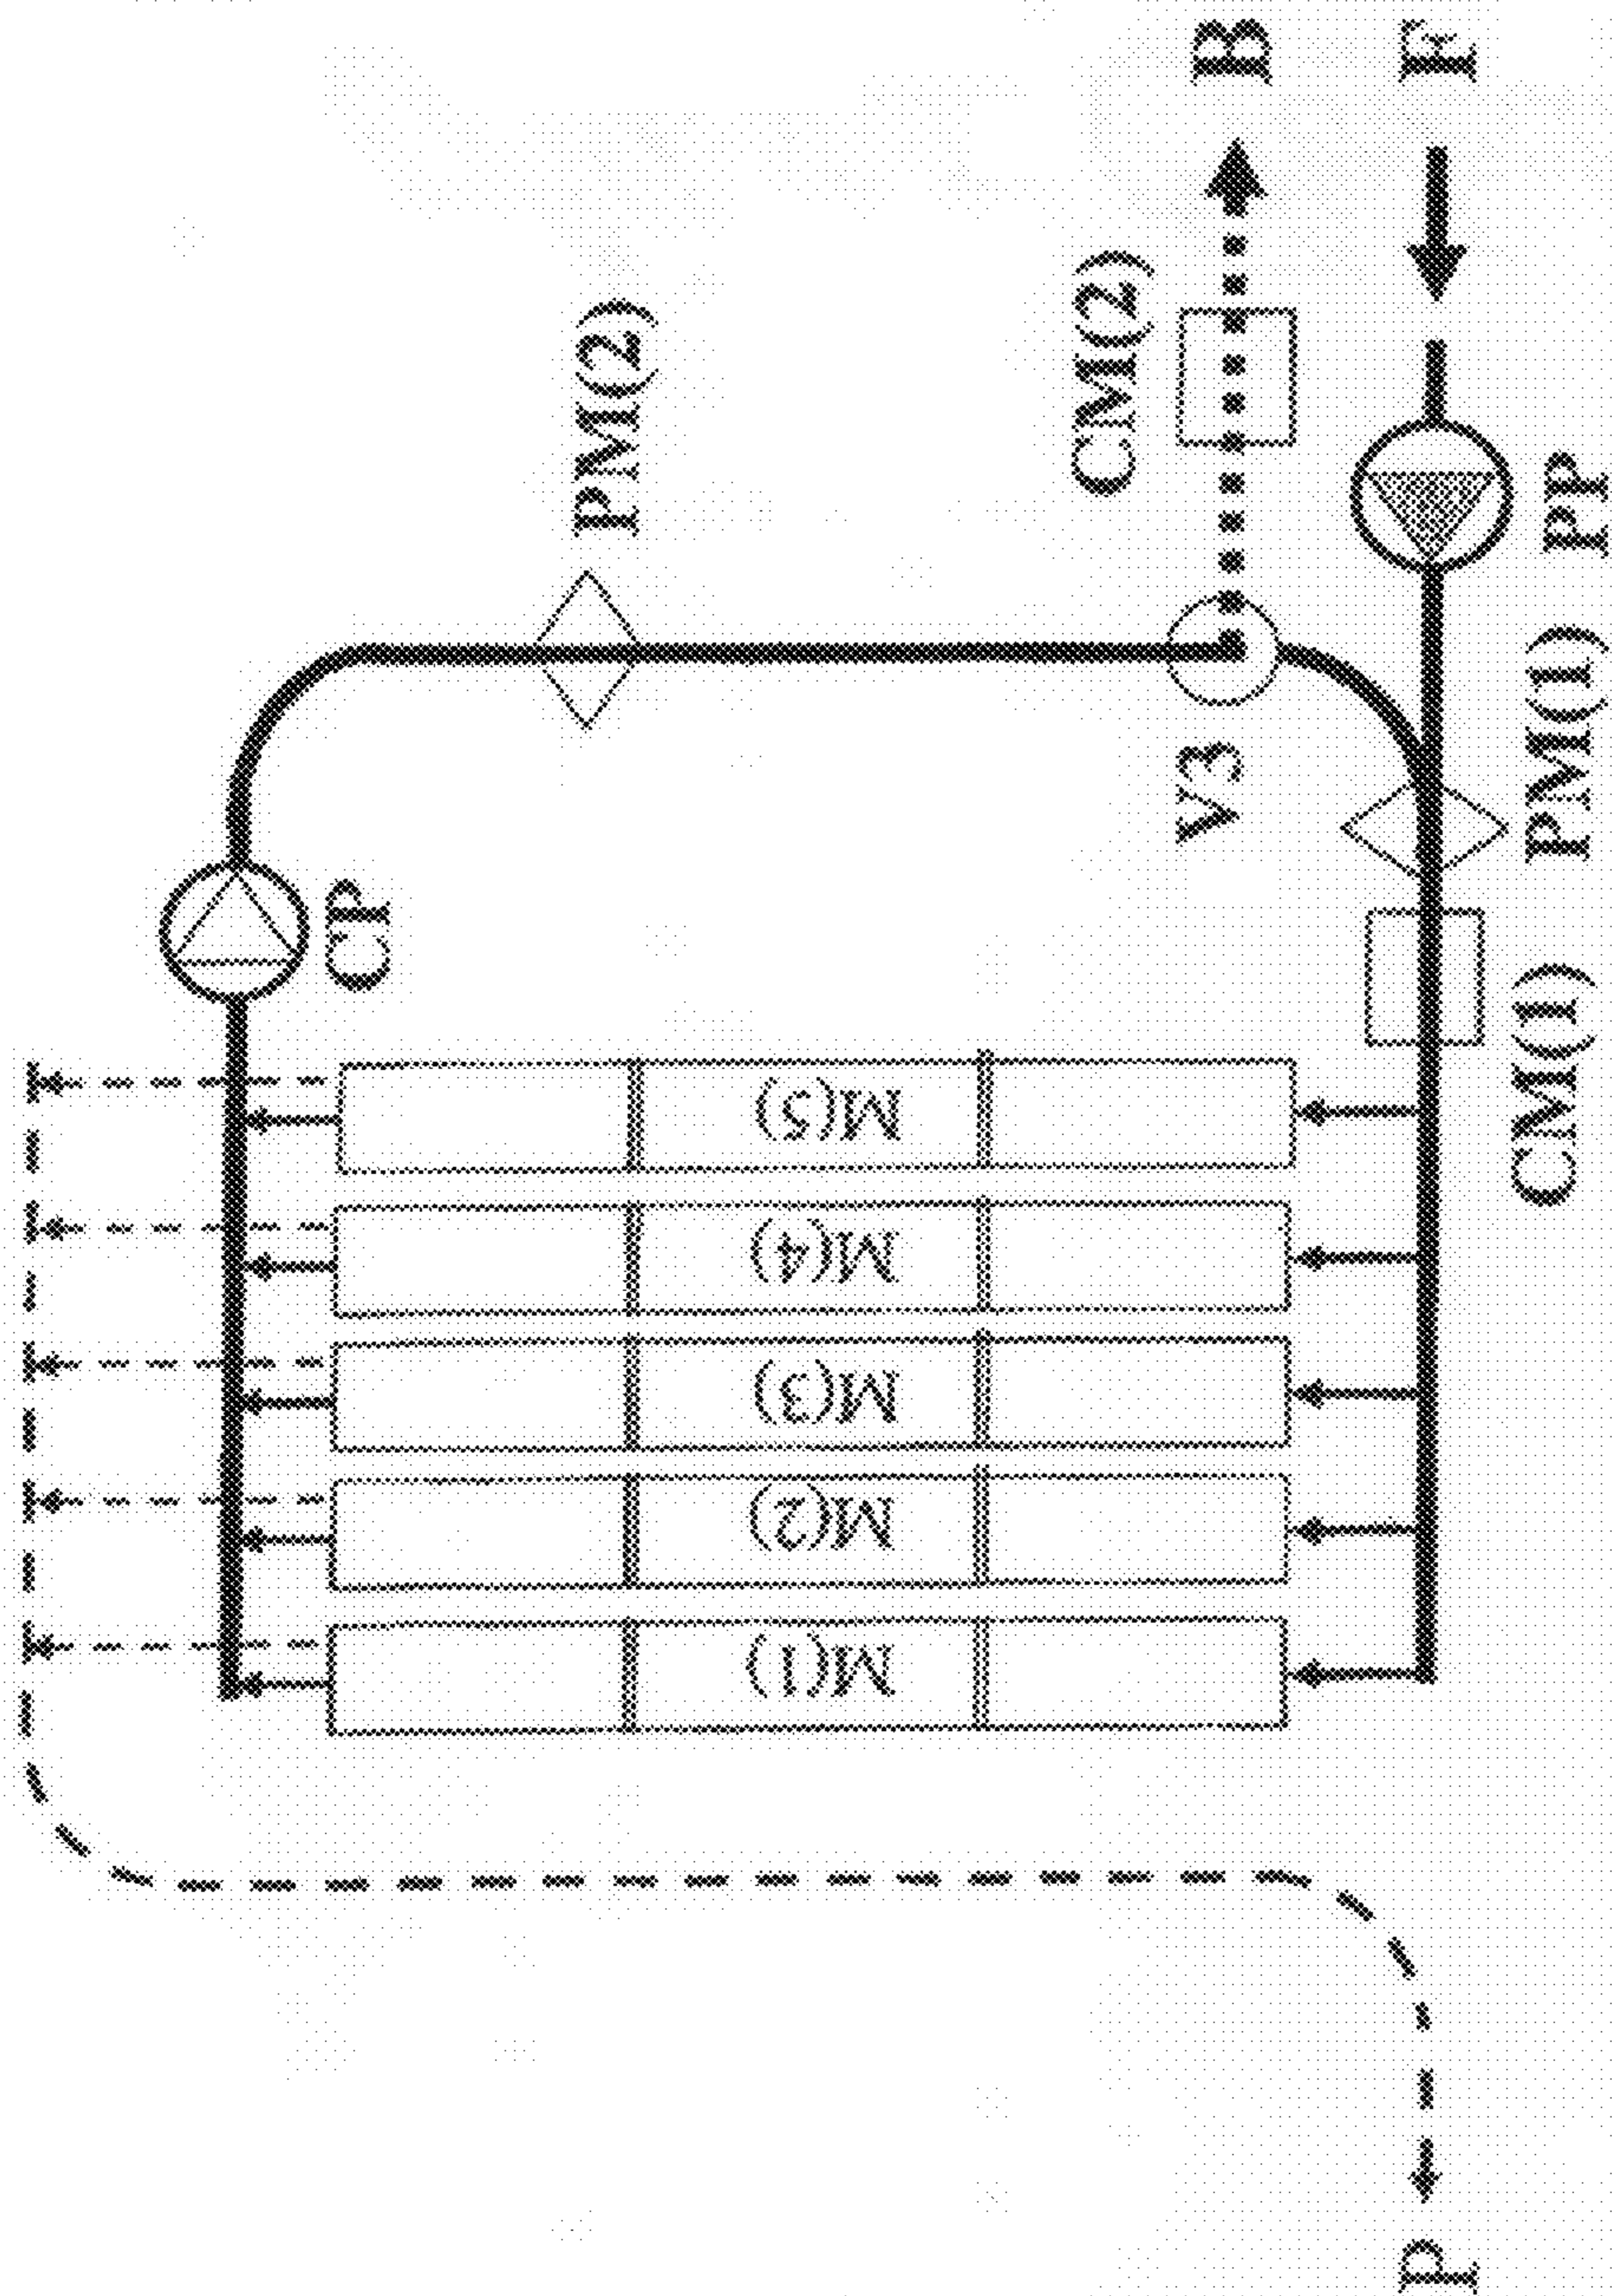 B
F
CM(2)
PM(2)
PP
V3
PM(1)
CP
CM(1)
M(5)
M(4)
M(3)
M(2)
M(1)
P